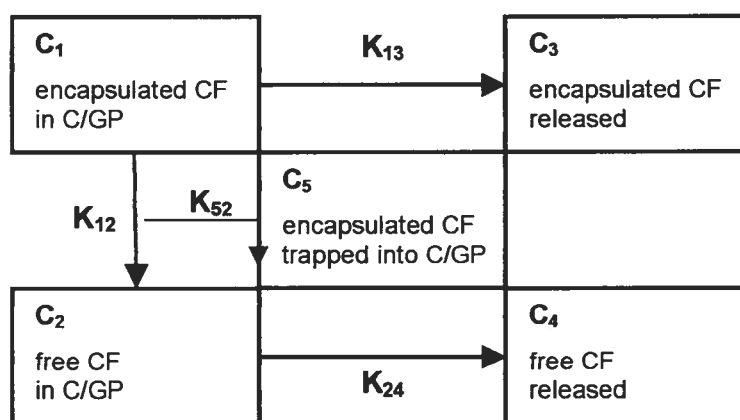 C₁
encapsulated CF
in C/GP
K₁₃
C₃
encapsulated CF
released
K₁₂
K₅₂
C₅
encapsulated CF
trapped into C/GP
C₂
free CF
in C/GP
K₂₄
C₄
free CF
released